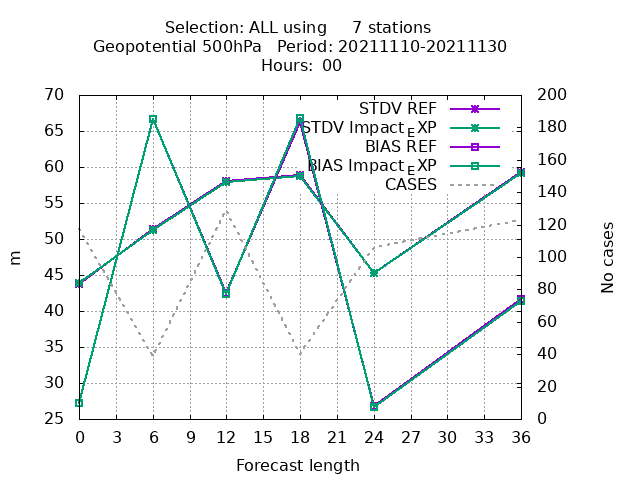 Selection: ALL using     7 stations
Geopotential 500hPa   Period: 20211110-20211130
Hours: 00
70
65
60
55
50
45
40
35
30
25
m
STDV REF
STDV Impact_EXP
BIAS REF
BIAS Impact_EXP
CASES
200
180
160
140
120
100
80
60
40
20
0
No cases
0 3 6 9 12 15 18 21 24 27 30 33 36
Forecast length